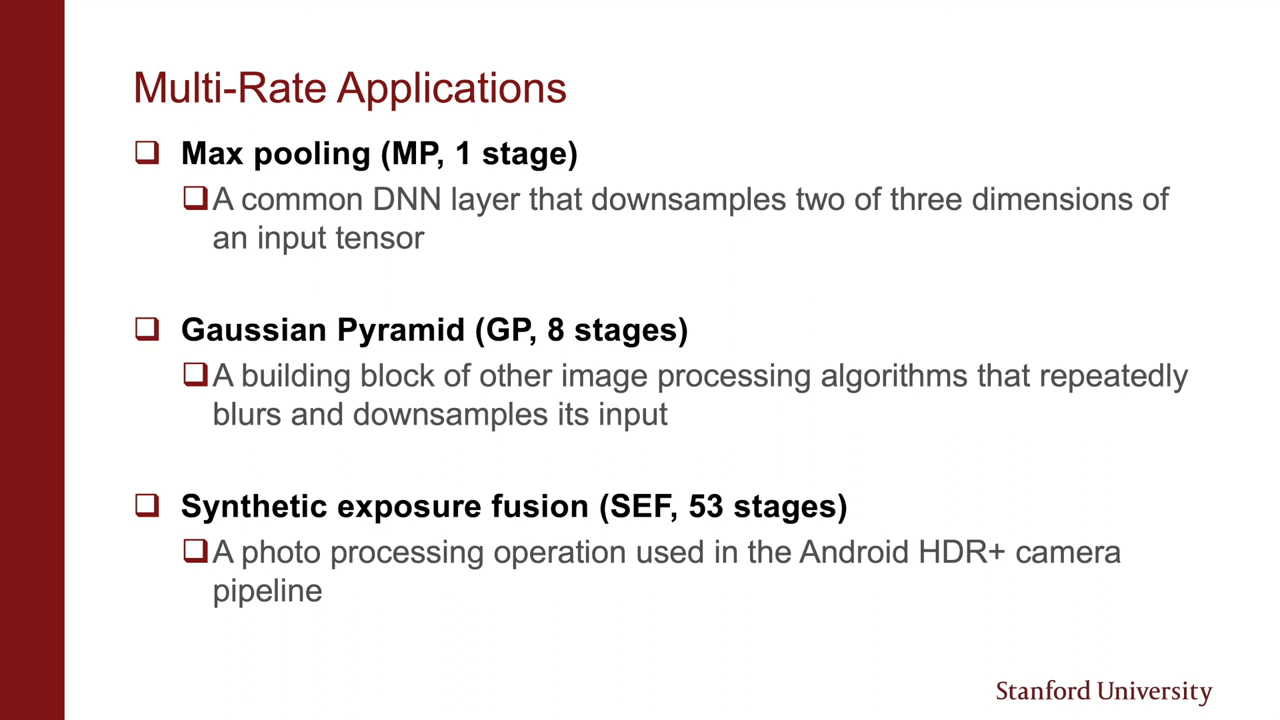 Multi-Rate Applications
Max pooling (MP, 1 stage)
A common DNN layer that downsamples two of three dimensions of
an input tensor
Gaussian Pyramid (GP, 8 stages)
A building block of other image processing algorithms that repeatedly
blurs and downsamples its input
Synthetic exposure fusion (SEF, 53 stages)
A photo processing operation used in the Android HDR+ camera
pipeline
Stanford University